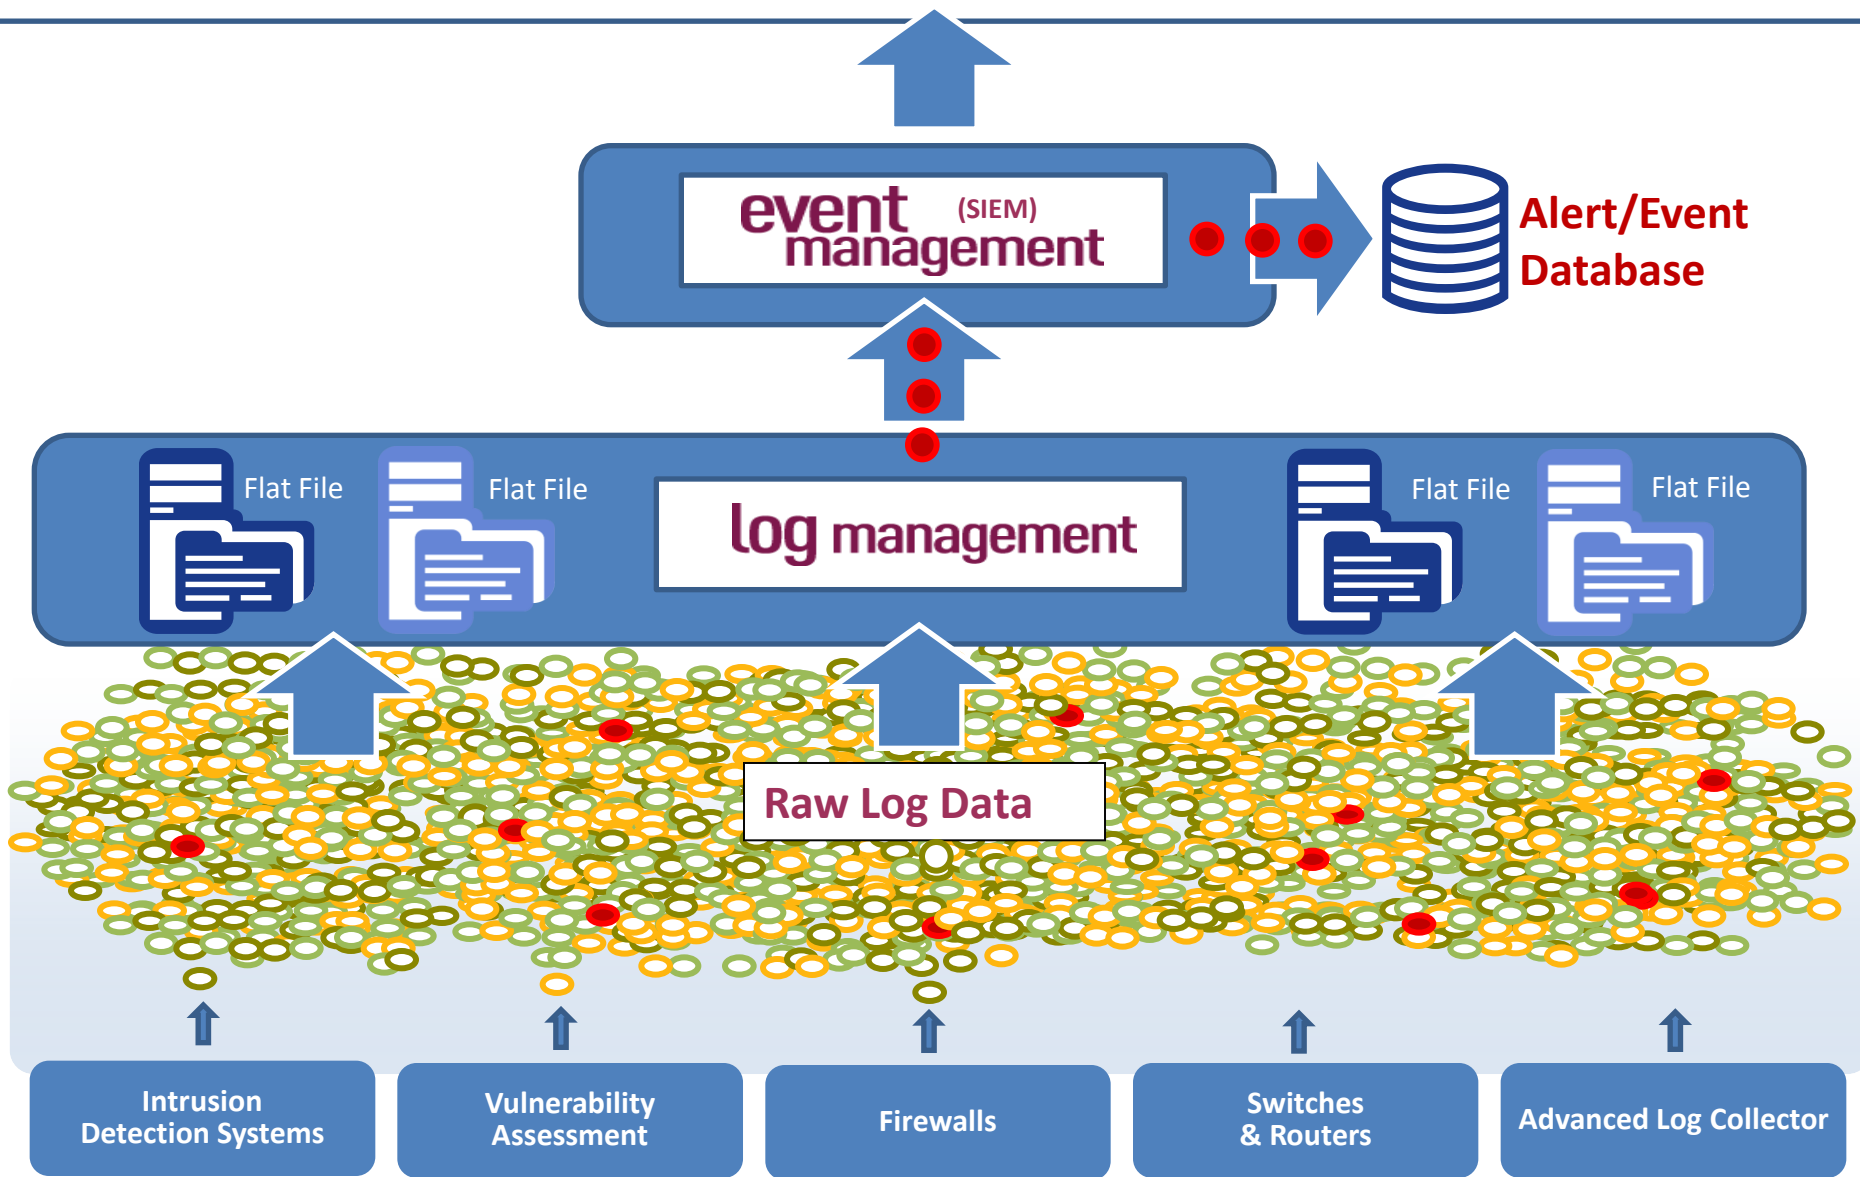 event (SIEM)
management
Alert/Event
Database
Flat File
Flat File
log management
Flat File
Flat File
Raw Log Data
Intrusion
Detection Systems
Vulnerability
Assessment
Firewalls
Switches
& Routers
Advanced Log Collector